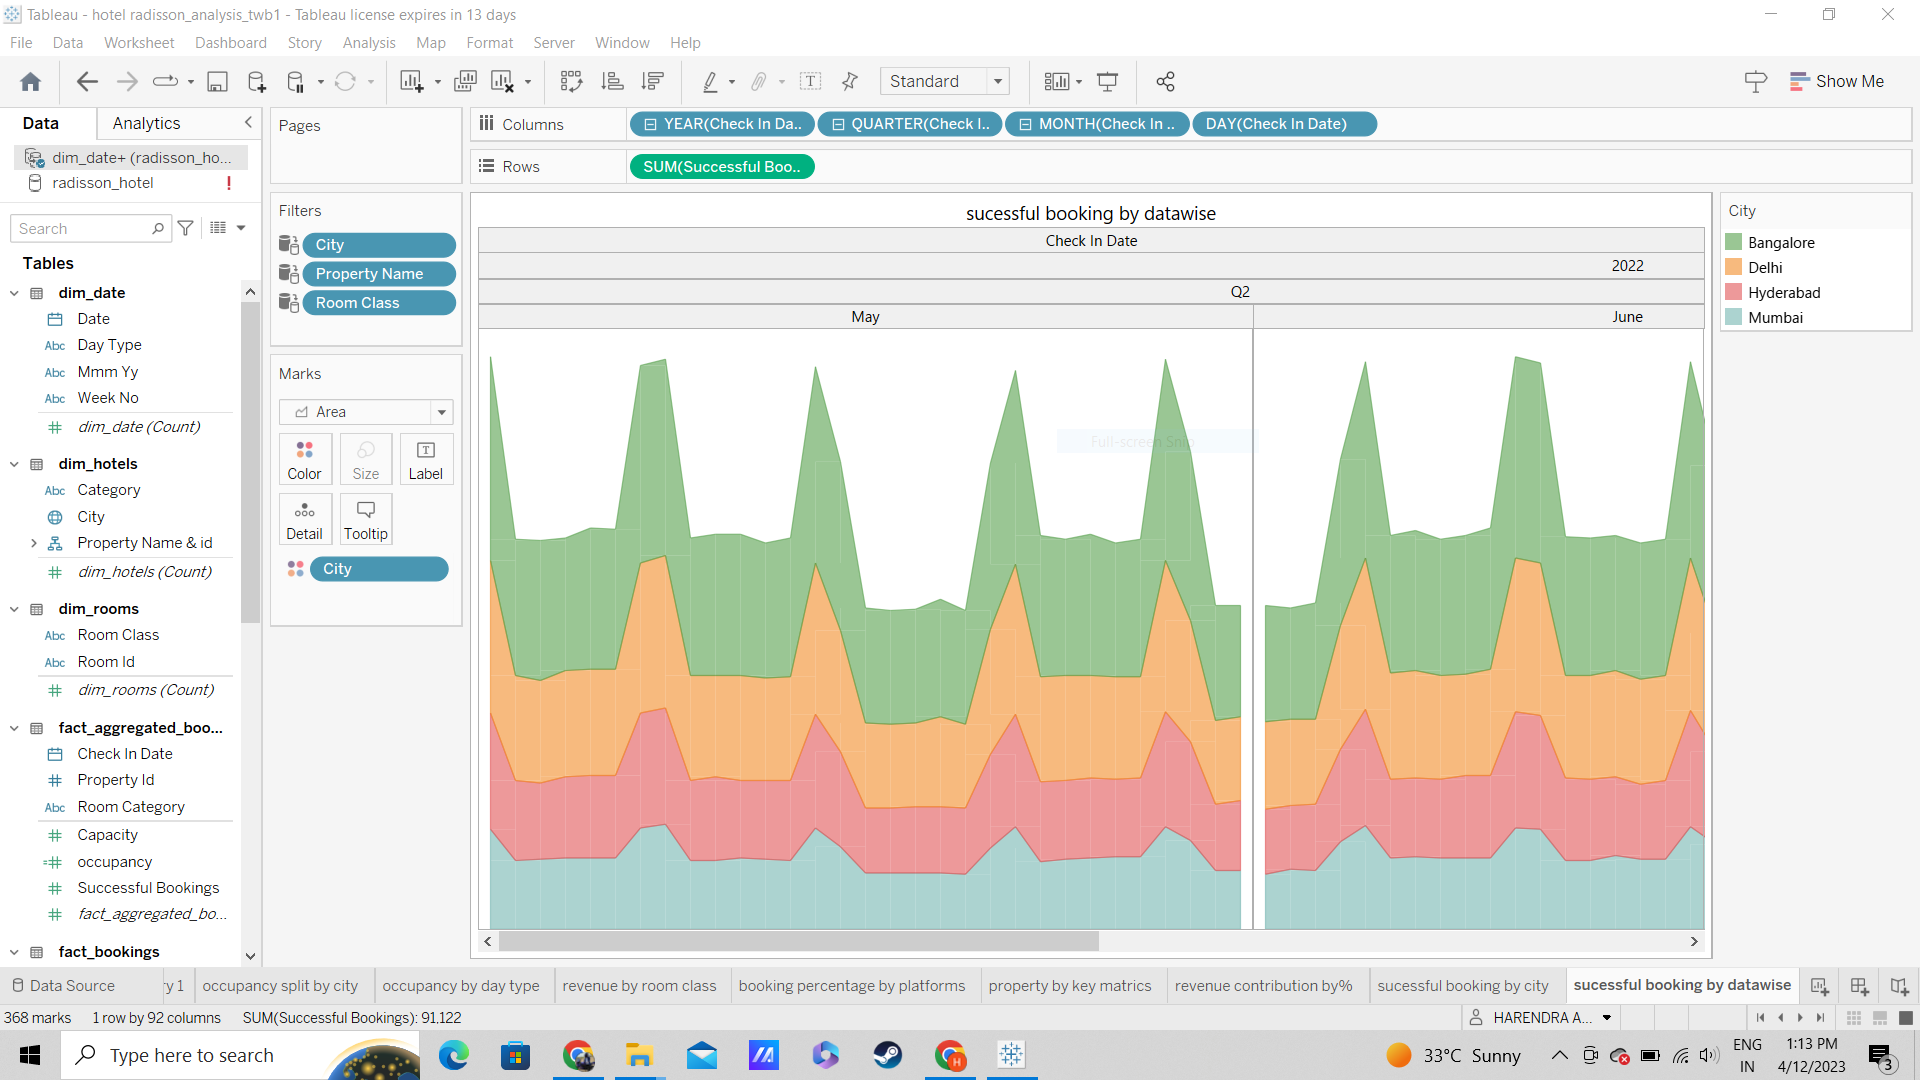 Tableau - hotel radisson_analysis_twb1 - Tableau license expires in 13 days
File Data Worksheet Dashboard Story Analysis Map Format Server Window Help
Standard
Show Me
Data Analytics
dim_date+ (radisson_ho...
radisson_hotel !
Search
Tables
dim_date
Date
Abc Day Type
Abc Mmm Yy
Abc Week No
dim_date (Count)
dim_hotels
Abc Category
City
Property Name & id
dim_hotels (Count)
dim_rooms
Abc Room Class
Abc Room Id
dim_rooms (Count)
fact_aggregated_boo...
Check In Date
Property Id
Abc Room Category
Capacity
occupancy
Successful Bookings
fact_aggregated_bo...
fact_bookings
Pages
Filters
City
Property Name
Room Class
Marks
Area
Color Size Label
Detail Tooltip
City
Columns YEAR(Check In Da.. QUARTER(Check I.. MONTH(Check In .. DAY(Check In Date)
Rows SUM(Successful Boo..
sucessful booking by datawise
Check In Date
2022
Q2
May June
Full-screen Snip
City
Bangalore
Delhi
Hyderabad
Mumbai
Data Source ry 1 occupancy split by city occupancy by day type revenue by room class booking percentage by platforms property by key matrics revenue contribution by% sucessful booking by city sucessful booking by datawise
368 marks 1 row by 92 columns SUM(Successful Bookings): 91,122 HARENDRA A...
Type here to search
33°C Sunny
ENG
IN
1:13 PM
4/12/2023
3